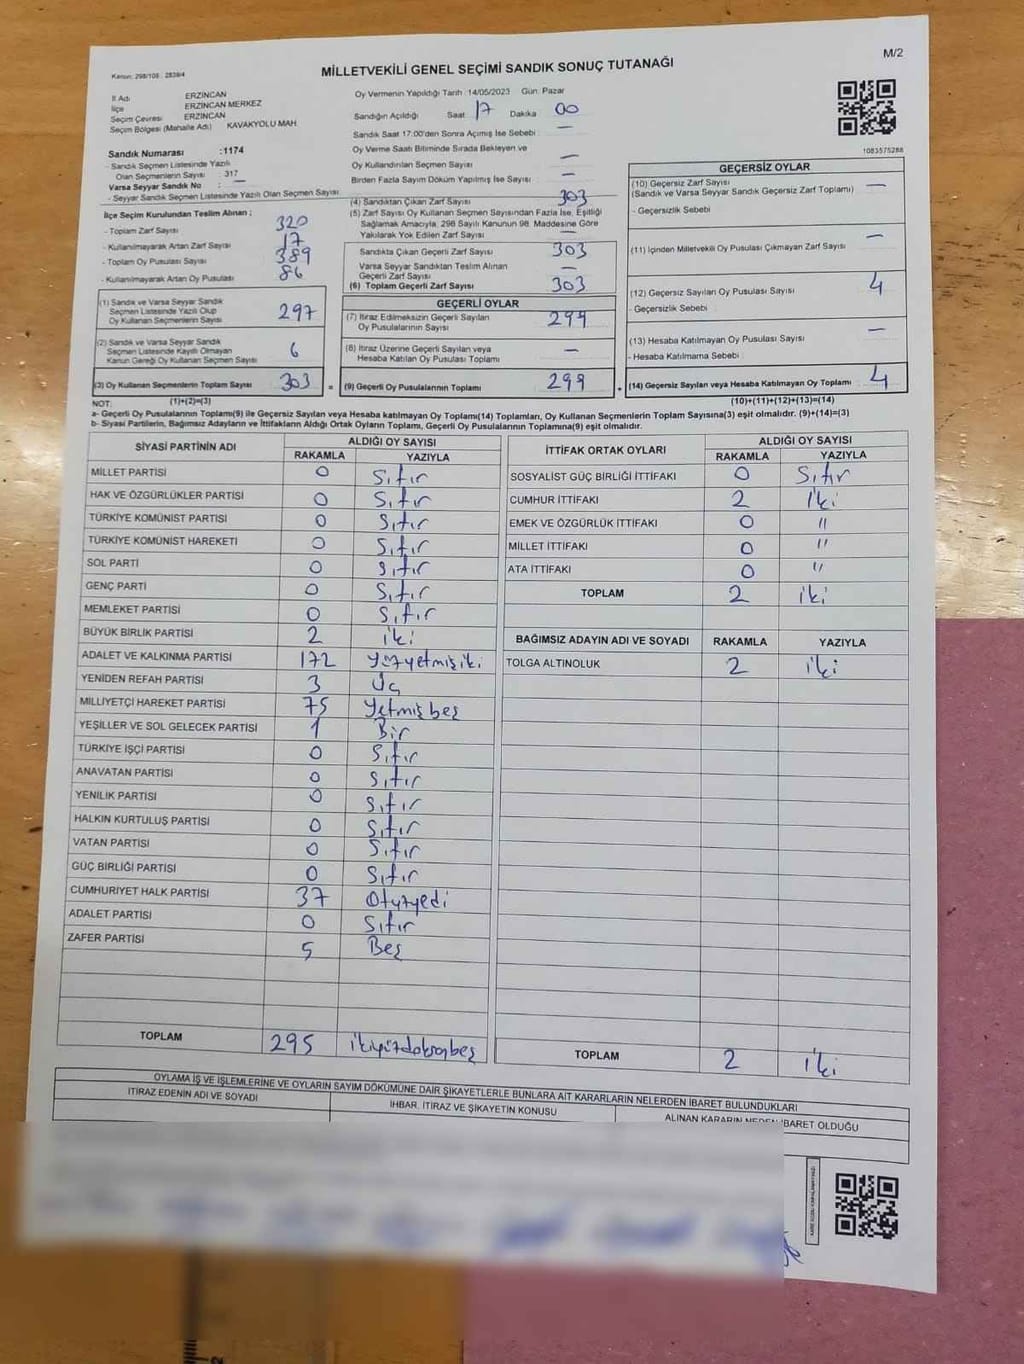 Kanun: 298/105 : 2839/4
M/2
MİLLETVEKİLİ GENEL SEÇİMİ SANDIK SONUÇ TUTANAĞI
İl Adı : ERZİNCAN
İlçe : ERZİNCAN MERKEZ
Seçim Çevresi : ERZİNCAN
Seçim Bölgesi (Mahalle Adı) : KAVAKYOLU MAH.
Sandık Numarası : 1174
- Sandık Seçmen Listesinde Yazılı
Olan Seçmenlerin Sayısı : 317
Varsa Seyyar Sandık No : —
- Seyyar Sandık Seçmen Listesinde Yazılı Olan Seçmen Sayısı
İlçe Seçim Kurulundan Teslim Alınan ;
- Toplam Zarf Sayısı 320
- Kullanılmayarak Artan Zarf Sayısı 17
- Toplam Oy Pusulası Sayısı 389
- Kullanılmayarak Artan Oy Pusulası 86
(1) Sandık ve Varsa Seyyar Sandık
Seçmen Listesinde Yazılı Olup
Oy Kullanan Seçmenlerin Sayısı 297
(2) Sandık ve Varsa Seyyar Sandık
Seçmen Listesinde Kayıtlı Olmayan
Kanun Gereği Oy Kullanan Seçmen Sayısı 6
(3) Oy Kullanan Seçmenlerin Toplam Sayısı 303 =
Oy Vermenin Yapıldığı Tarih : 14/05/2023 Gün: Pazar
Sandığın Açıldığı Saat 17 Dakika 00
Sandık Saat 17:00'den Sonra Açımış İse Sebebi : —
Oy Verme Saati Bitiminde Sırada Bekleyen ve
Oy Kullandırılan Seçmen Sayısı : —
Birden Fazla Sayım Döküm Yapılmış İse Sayısı : —
(4) Sandıktan Çıkan Zarf Sayısı 303
(5) Zarf Sayısı Oy Kullanan Seçmen Sayısından Fazla İse, Eşitliği
Sağlamak Amacıyla; 298 Sayılı Kanunun 98. Maddesine Göre
Yakılarak Yok Edilen Zarf Sayısı —
Sandıkta Çıkan Geçerli Zarf Sayısı 303
Varsa Seyyar Sandıktan Teslim Alınan
Geçerli Zarf Sayısı —
(6) Toplam Geçerli Zarf Sayısı 303
GEÇERLİ OYLAR
(7) İtiraz Edilmeksizin Geçerli Sayılan
Oy Pusulalarının Sayısı 299
(8) İtiraz Üzerine Geçerli Sayılan veya
Hesaba Katılan Oy Pusulası Toplamı —
(9) Geçerli Oy Pusulalarının Toplamı 299 +
1083575288
GEÇERSİZ OYLAR
(10) Geçersiz Zarf Sayısı
(Sandık ve Varsa Seyyar Sandık Geçersiz Zarf Toplamı) —
- Geçersizlik Sebebi
(11) İçinden Milletvekili Oy Pusulası Çıkmayan Zarf Sayısı —
(12) Geçersiz Sayılan Oy Pusulası Sayısı 4
- Geçersizlik Sebebi :
(13) Hesaba Katılmayan Oy Pusulası Sayısı —
- Hesaba Katılmama Sebebi :
(14) Geçersiz Sayılan veya Hesaba Katılmayan Oy Toplamı 4
NOT: (1)+(2)=(3) (10)+(11)+(12)+(13)=(14)
a- Geçerli Oy Pusulalarının Toplamı(9) ile Geçersiz Sayılan veya Hesaba katılmayan Oy Toplamı(14) Toplamları, Oy Kullanan Seçmenlerin Toplam Sayısına(3) eşit olmalıdır. (9)+(14)=(3)
b- Siyasi Partilerin, Bağımsız Adayların ve İttifakların Aldığı Ortak Oyların Toplamı, Geçerli Oy Pusulalarının Toplamına(9) eşit olmalıdır.
SİYASİ PARTİNİN ADI ALDIĞI OY SAYISI
RAKAMLA YAZIYLA
MİLLET PARTİSİ 0 Sıfır
HAK VE ÖZGÜRLÜKLER PARTİSİ 0 Sıfır
TÜRKİYE KOMÜNİST PARTİSİ 0 Sıfır
TÜRKİYE KOMÜNİST HAREKETİ 0 Sıfır
SOL PARTİ 0 Sıfır
GENÇ PARTİ 0 Sıfır
MEMLEKET PARTİSİ 0 Sıfır
BÜYÜK BİRLİK PARTİSİ 2 iki
ADALET VE KALKINMA PARTİSİ 172 yüzyetmişiki
YENİDEN REFAH PARTİSİ 3 Üç
MİLLİYETÇİ HAREKET PARTİSİ 75 Yetmişbeş
YEŞİLLER VE SOL GELECEK PARTİSİ 1 Bir
TÜRKİYE İŞÇİ PARTİSİ 0 Sıfır
ANAVATAN PARTİSİ 0 Sıfır
YENİLİK PARTİSİ 0 Sıfır
HALKIN KURTULUŞ PARTİSİ 0 Sıfır
VATAN PARTİSİ 0 Sıfır
GÜÇ BİRLİĞİ PARTİSİ 0 Sıfır
CUMHURİYET HALK PARTİSİ 37 Otuzyedi
ADALET PARTİSİ 0 Sıfır
ZAFER PARTİSİ 5 Beş
TOPLAM 295 ikiyüzdoksanbeş
İTTİFAK ORTAK OYLARI ALDIĞI OY SAYISI
RAKAMLA YAZIYLA
SOSYALİST GÜÇ BİRLİĞİ İTTİFAKI 0 Sıfır
CUMHUR İTTİFAKI 2 İki
EMEK VE ÖZGÜRLÜK İTTİFAKI 0 "
MİLLET İTTİFAKI 0 "
ATA İTTİFAKI 0 "
TOPLAM 2 iki
BAĞIMSIZ ADAYIN ADI VE SOYADI RAKAMLA YAZIYLA
TOLGA ALTINOLUK 2 iki
TOPLAM 2 iki
OYLAMA İŞ VE İŞLEMLERİNE VE OYLARIN SAYIM DÖKÜMÜNE DAİR ŞİKAYETLERLE BUNLARA AİT KARARLARIN NELERDEN İBARET BULUNDUKLARI
İTİRAZ EDENİN ADI VE SOYADI İHBAR, İTİRAZ VE ŞİKAYETİN KONUSU ALINAN KARARIN NEDEN İBARET OLDUĞU